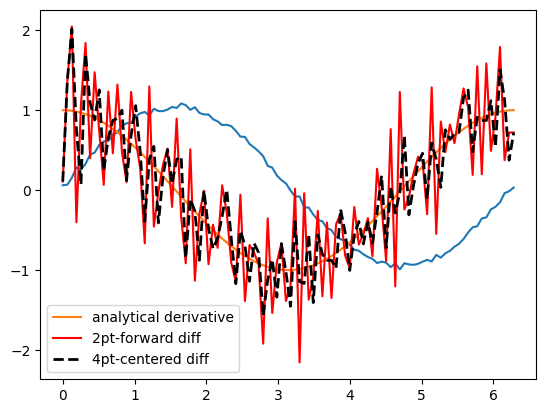 2
1
0
−1
−2
analytical derivative
2pt-forward diff
4pt-centered diff
0 1 2 3 4 5 6